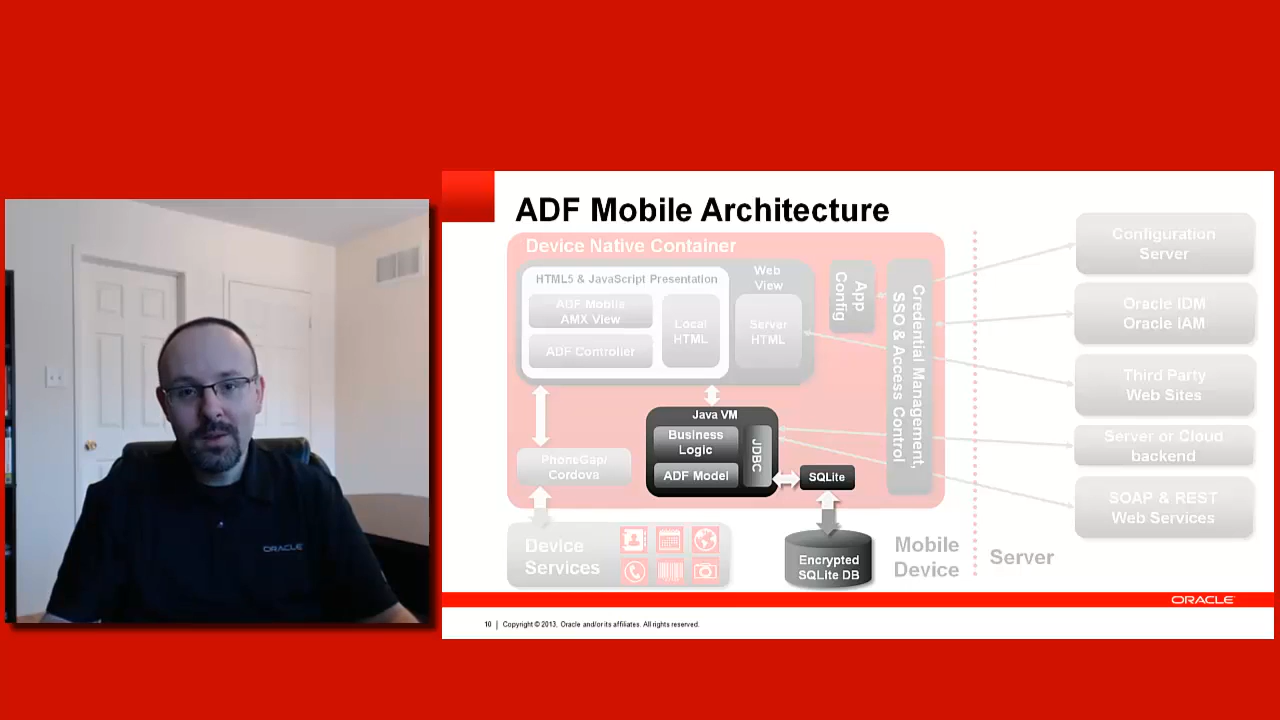 ADF Mobile Architecture
Device Native Container
HTML5 & JavaScript Presentation
ADF Mobile
AMX View
ADF Controller
Local
HTML
Web
View
Server
HTML
App
Config
Credential Management,
SSO & Access Control
Configuration
Server
Oracle IDM
Oracle IAM
Third Party
Web Sites
Server or Cloud
backend
SOAP & REST
Web Services
Java VM
Business
Logic
ADF Model
JDBC
SQLite
PhoneGap/
Cordova
Device
Services
Encrypted
SQLite DB
Mobile
Device
Server
ORACLE
ORACLE
10 | Copyright © 2013, Oracle and/or its affiliates. All rights reserved.